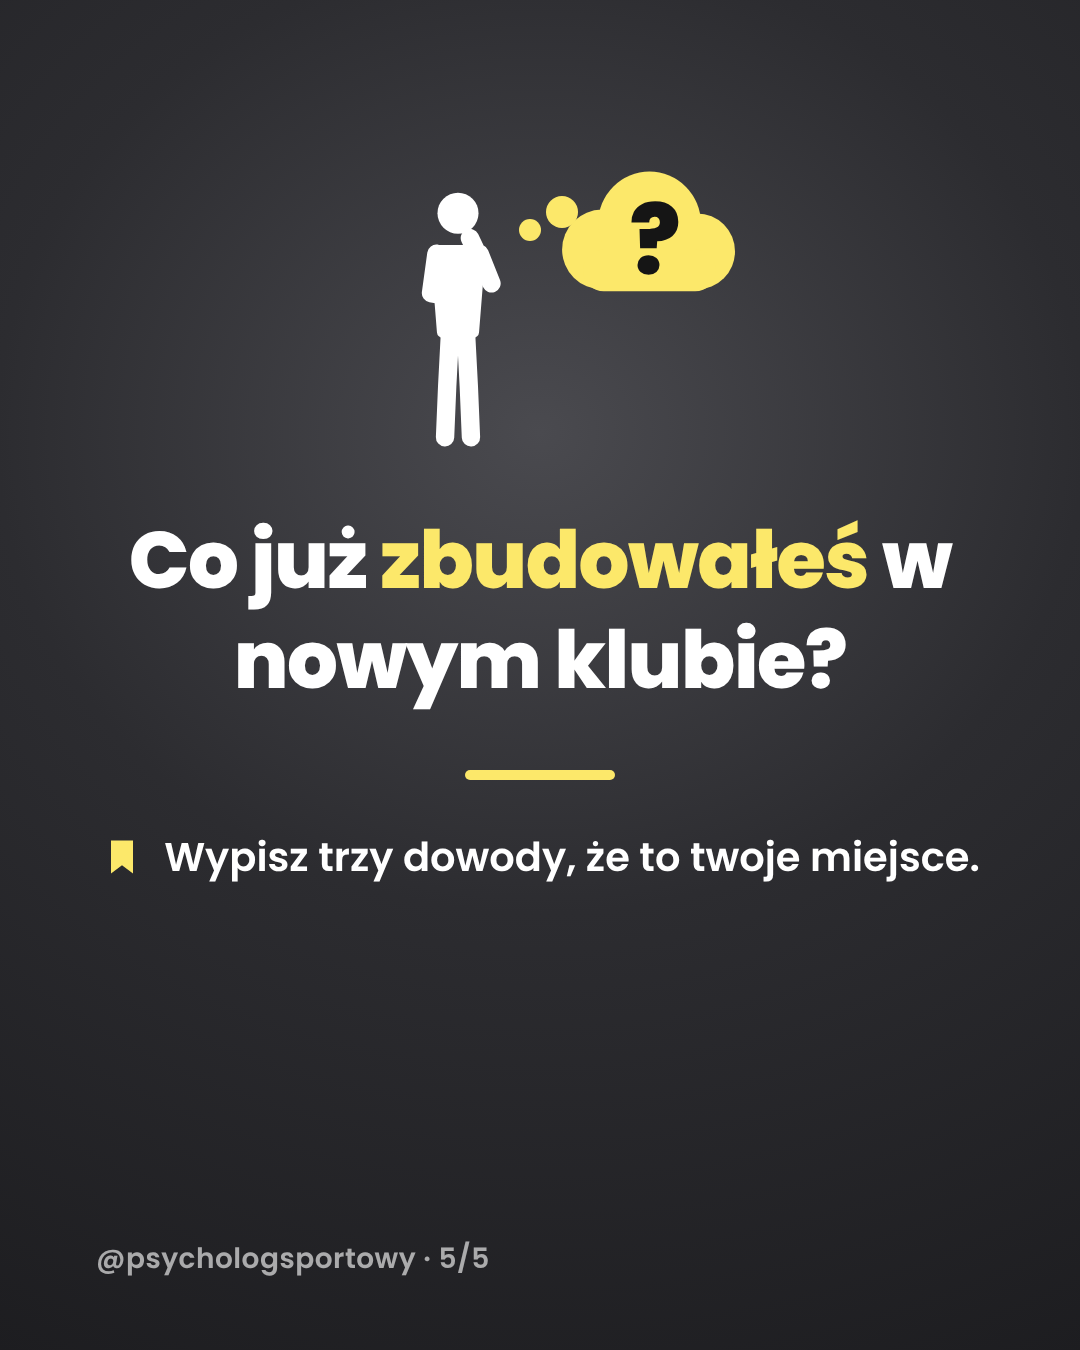 ?
Co już zbudowałeś w
nowym klubie?
Wypisz trzy dowody, że to twoje miejsce.
@psychologsportowy · 5/5